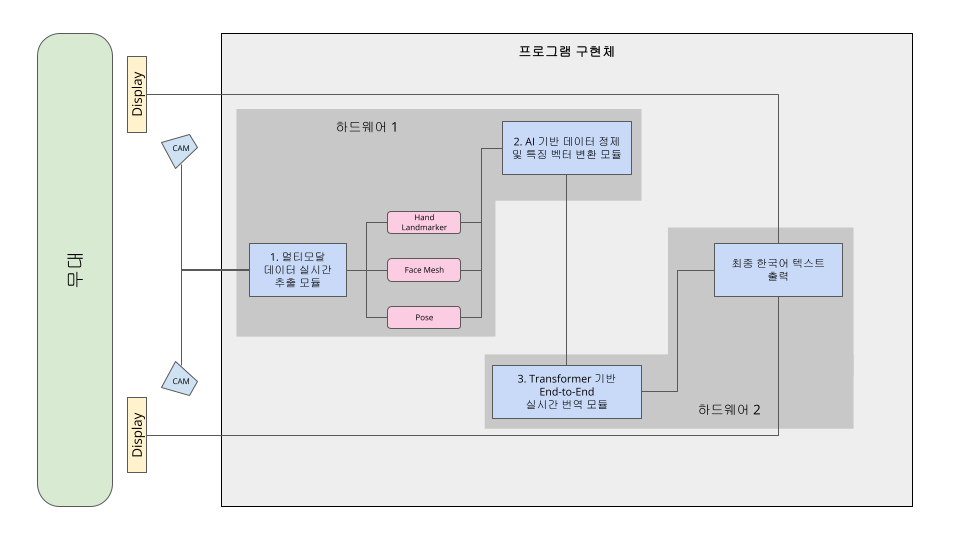 프로그램 구현체
무대
Display
CAM
하드웨어 1
2. AI 기반 데이터 정제
및 특징 벡터 변환 모듈
Hand
Landmarker
1. 멀티모달
데이터 실시간
추출 모듈
Face Mesh
Pose
최종 한국어 텍스트
출력
CAM
3. Transformer 기반
End-to-End
실시간 번역 모듈
하드웨어 2
Display